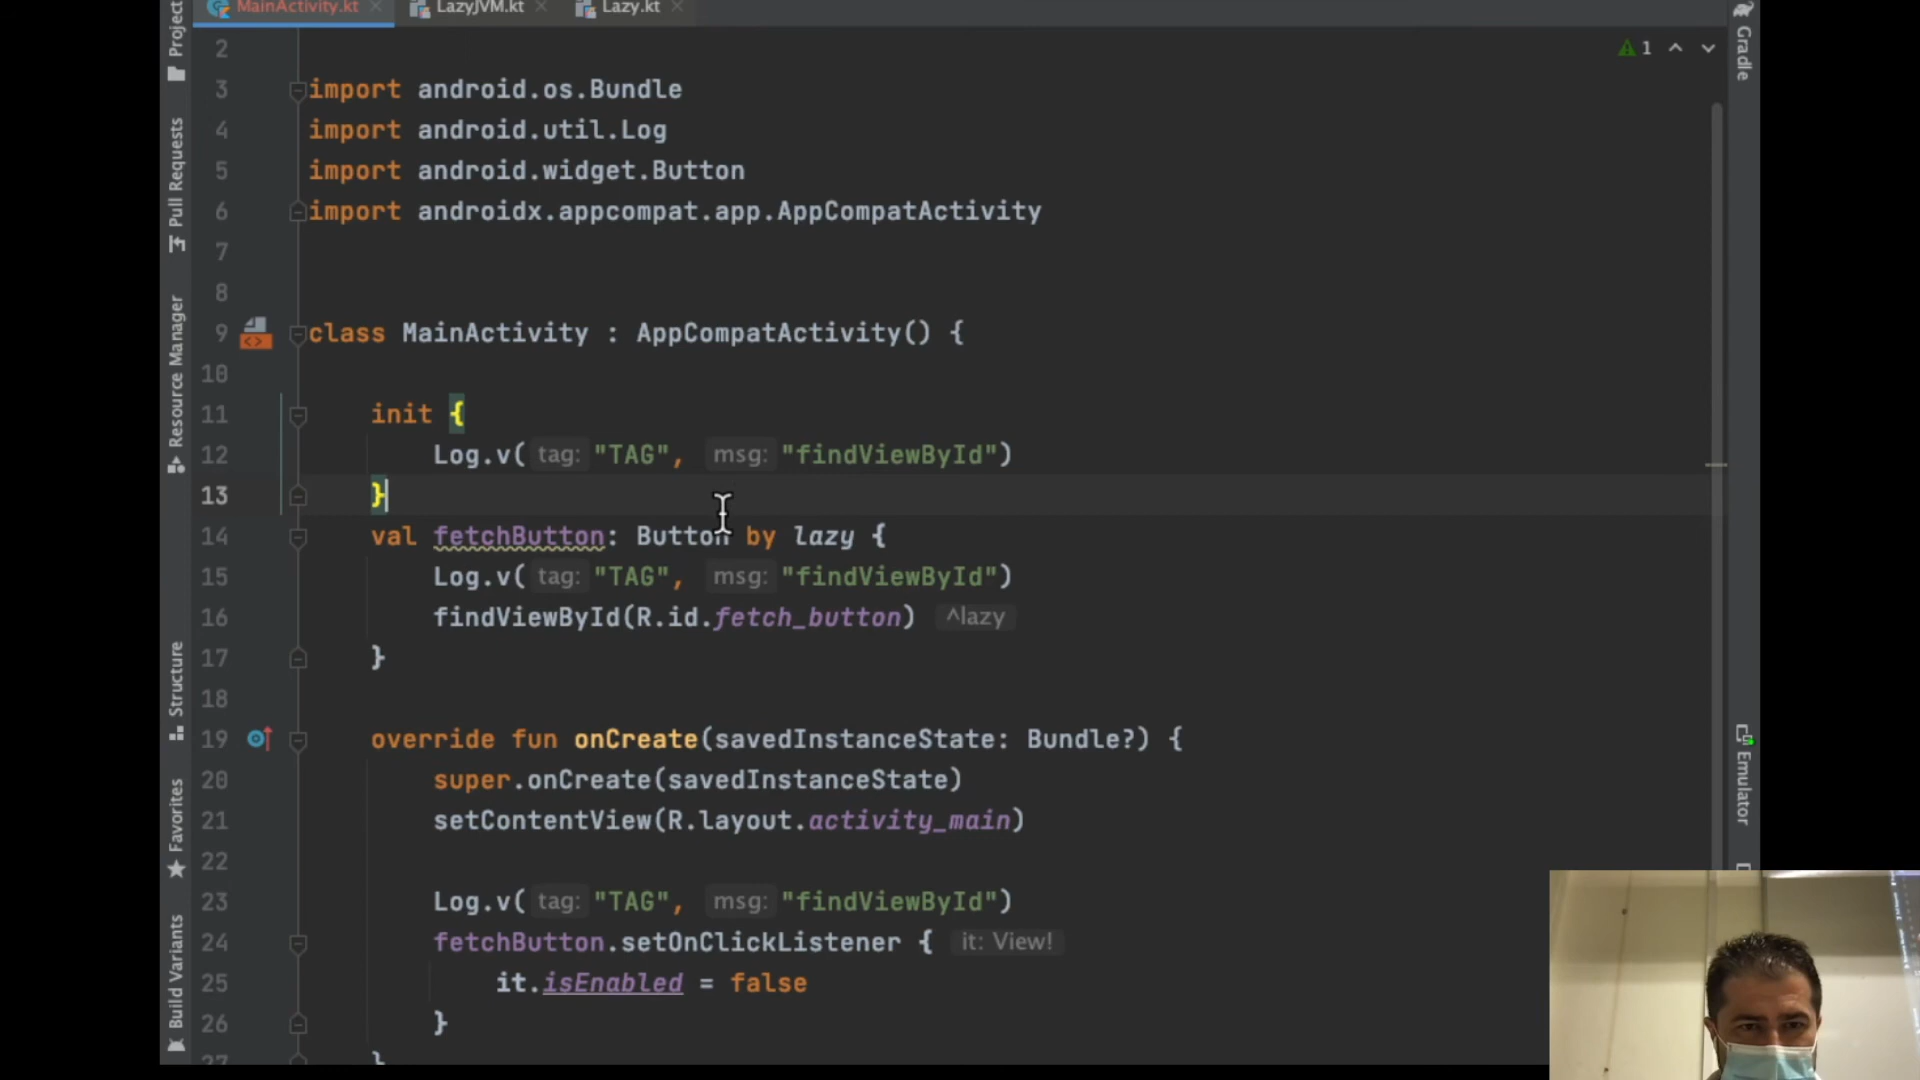 MainActivity.kt
LazyJVM.kt
Lazy.kt
Project
Pull Requests
Resource Manager
Structure
Favorites
Build Variants
Gradle
Emulator
1
2
3 import android.os.Bundle
4 import android.util.Log
5 import android.widget.Button
6 import androidx.appcompat.app.AppCompatActivity
7
8
9 class MainActivity : AppCompatActivity() {
10
11 init {
12 Log.v( tag: "TAG", msg: "findViewById")
13 }
14 val fetchButton: Button by lazy {
15 Log.v( tag: "TAG", msg: "findViewById")
16 findViewById(R.id.fetch_button) ^lazy
17 }
18
19 override fun onCreate(savedInstanceState: Bundle?) {
20 super.onCreate(savedInstanceState)
21 setContentView(R.layout.activity_main)
22
23 Log.v( tag: "TAG", msg: "findViewById")
24 fetchButton.setOnClickListener { it: View!
25 it.isEnabled = false
26 }
27 }